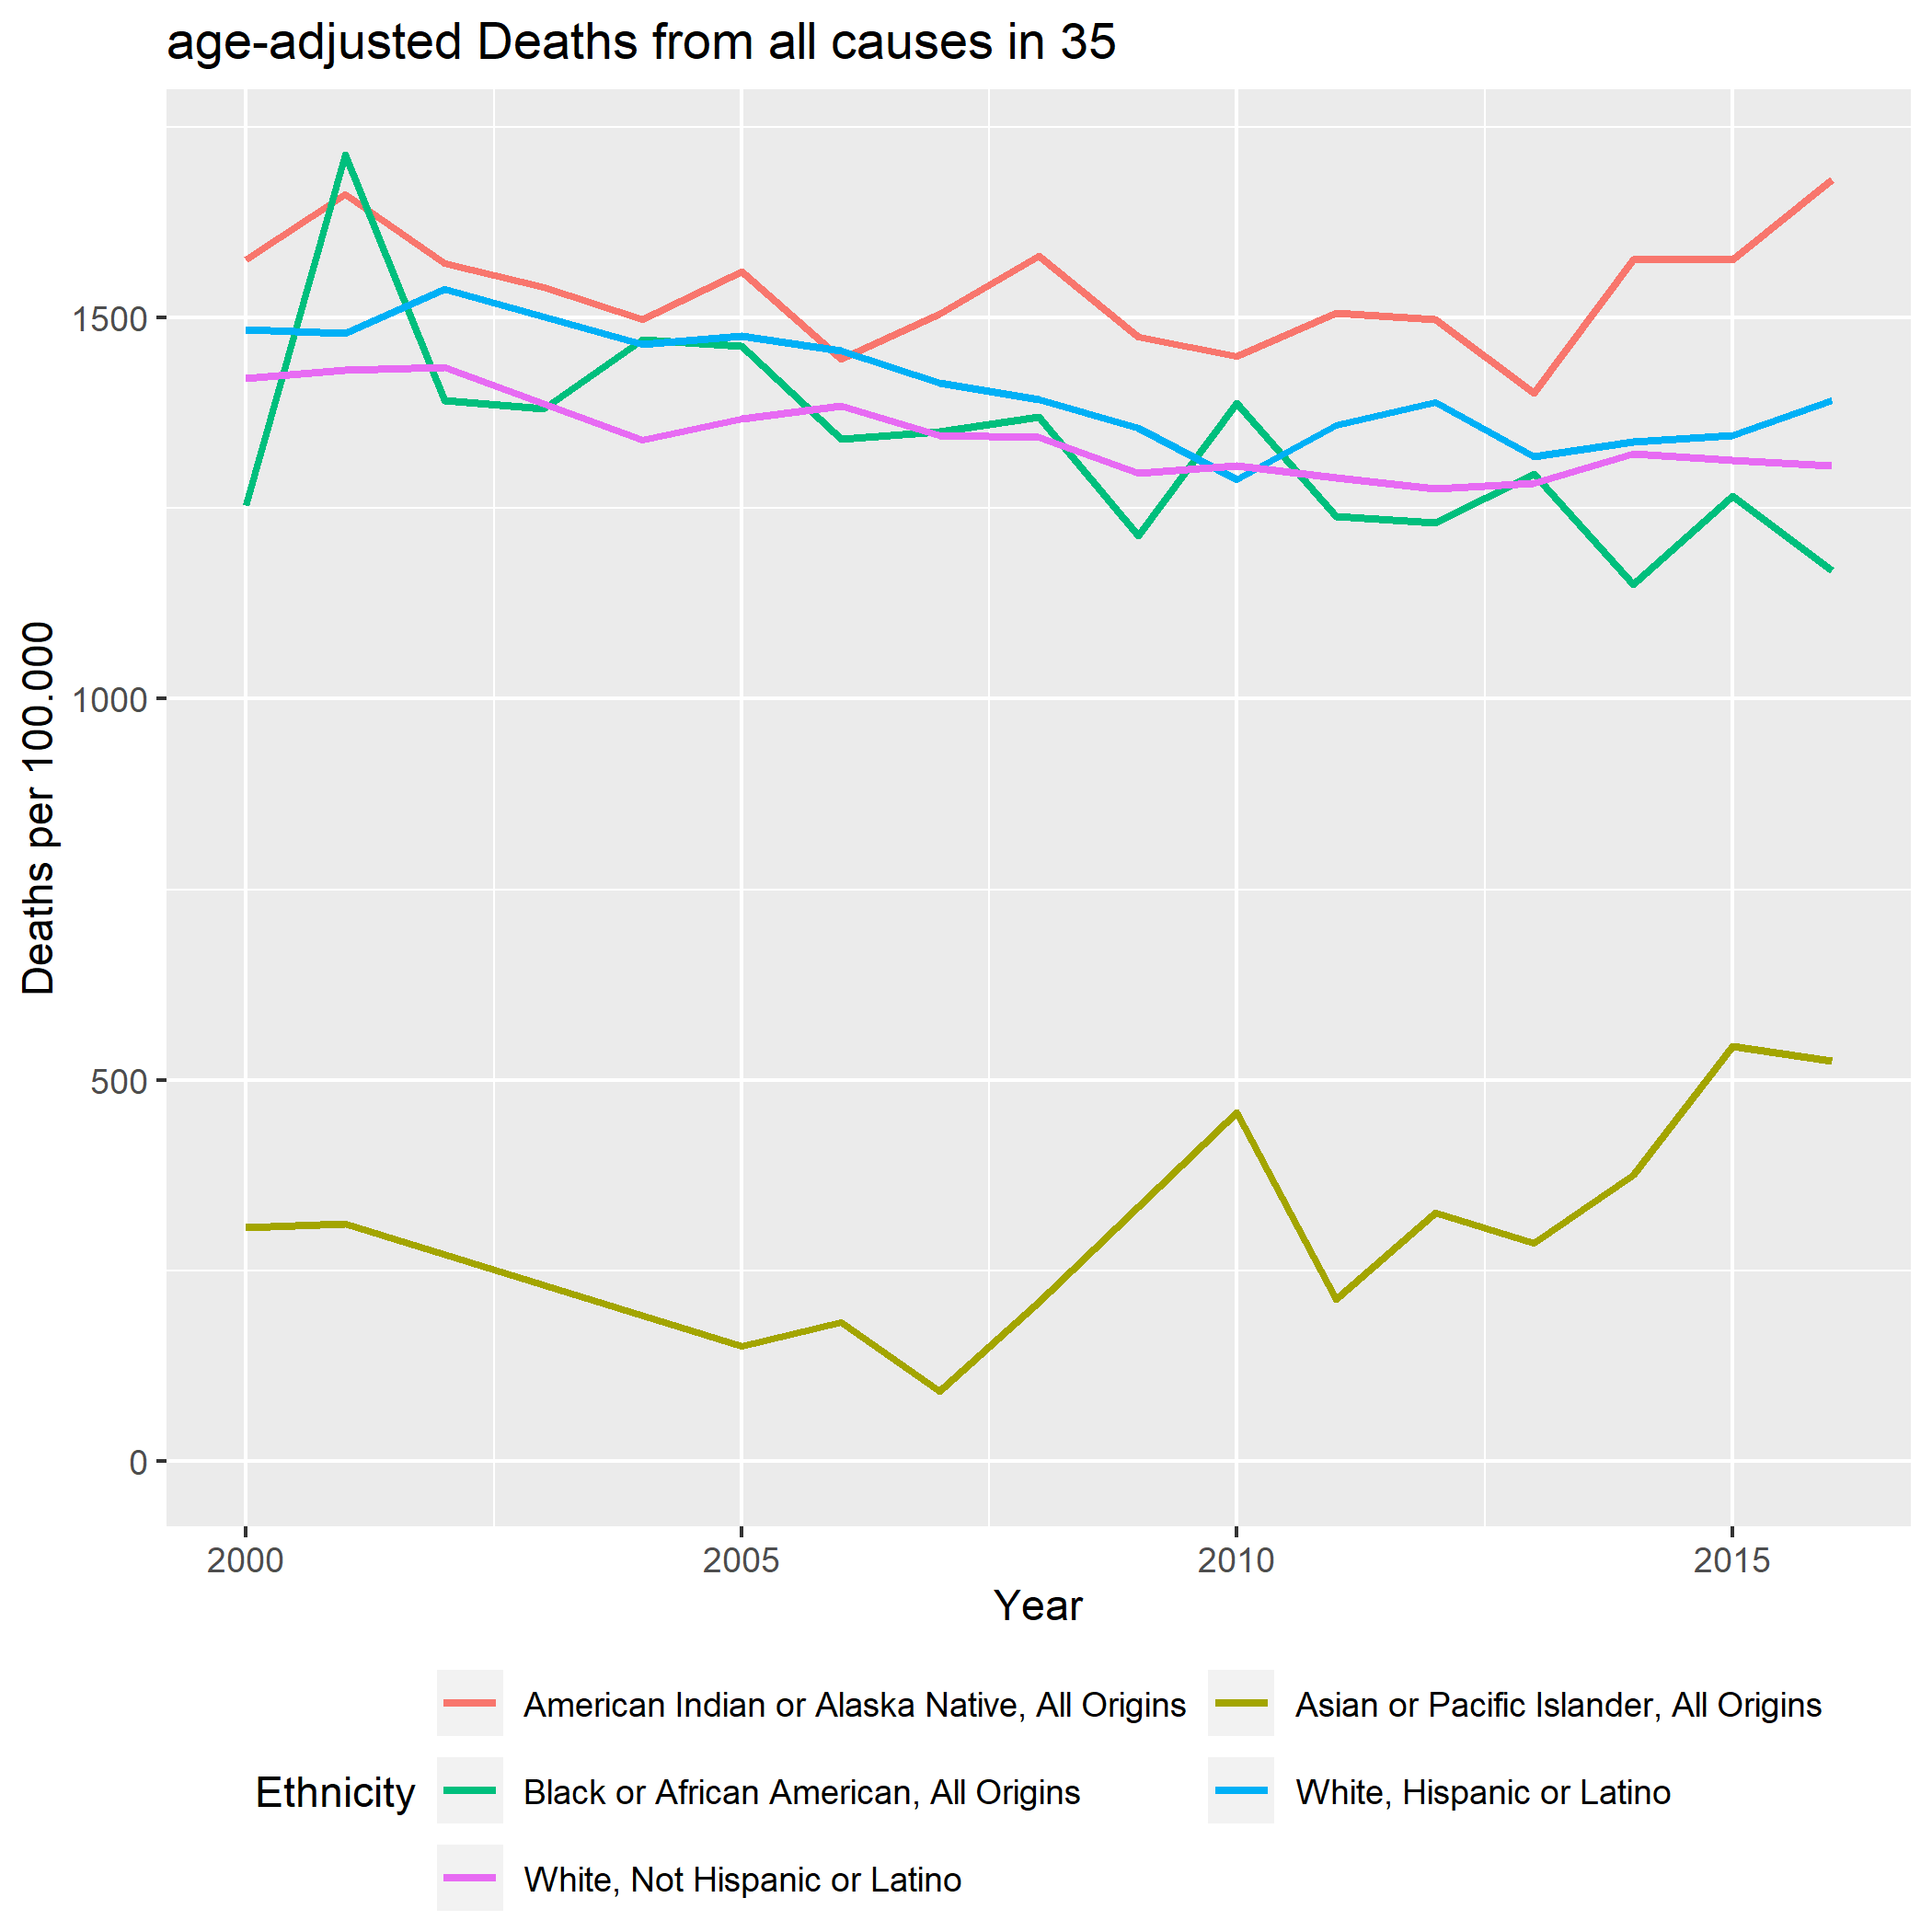 age-adjusted Deaths from all causes in 35
Deaths per 100.000
1500
1000
500
0
2000 2005 2010 2015
Year
Ethnicity
American Indian or Alaska Native, All Origins
Asian or Pacific Islander, All Origins
Black or African American, All Origins
White, Hispanic or Latino
White, Not Hispanic or Latino